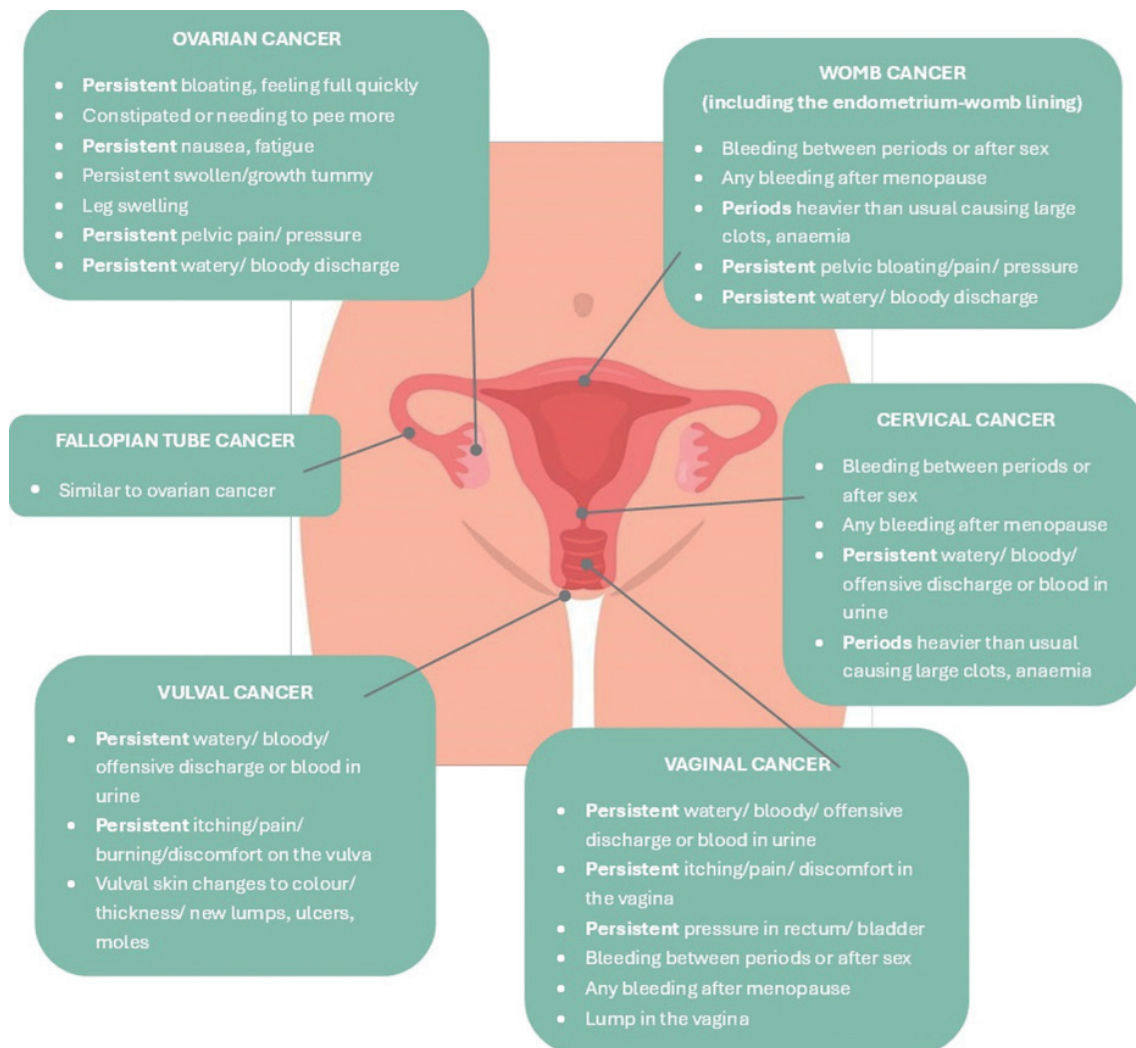 OVARIAN CANCER
• Persistent bloating, feeling full quickly
• Constipated or needing to pee more
• Persistent nausea, fatigue
• Persistent swollen/growth tummy
• Leg swelling
• Persistent pelvic pain/ pressure
• Persistent watery/ bloody discharge
WOMB CANCER
(including the endometrium-womb lining)
• Bleeding between periods or after sex
• Any bleeding after menopause
• Periods heavier than usual causing large
clots, anaemia
• Persistent pelvic bloating/pain/ pressure
• Persistent watery/ bloody discharge
FALLOPIAN TUBE CANCER
• Similar to ovarian cancer
CERVICAL CANCER
• Bleeding between periods or
after sex
• Any bleeding after menopause
• Persistent watery/ bloody/
offensive discharge or blood in
urine
• Periods heavier than usual
causing large clots, anaemia
VULVAL CANCER
• Persistent watery/ bloody/
offensive discharge or blood in
urine
• Persistent itching/pain/
burning/discomfort on the vulva
• Vulval skin changes to colour/
thickness/ new lumps, ulcers,
moles
VAGINAL CANCER
• Persistent watery/ bloody/ offensive
discharge or blood in urine
• Persistent itching/pain/ discomfort in
the vagina
• Persistent pressure in rectum/ bladder
• Bleeding between periods or after sex
• Any bleeding after menopause
• Lump in the vagina